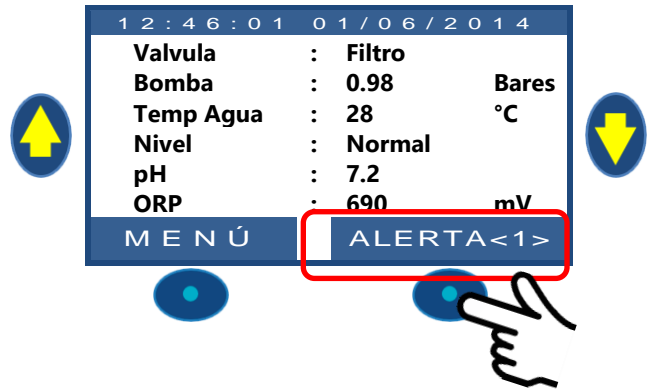 12:46:01 01/06/2014
Valvula : Filtro
Bomba : 0.98 Bares
Temp Agua : 28 °C
Nivel : Normal
pH : 7.2
ORP : 690 mV
MENÚ ALERTA<1>